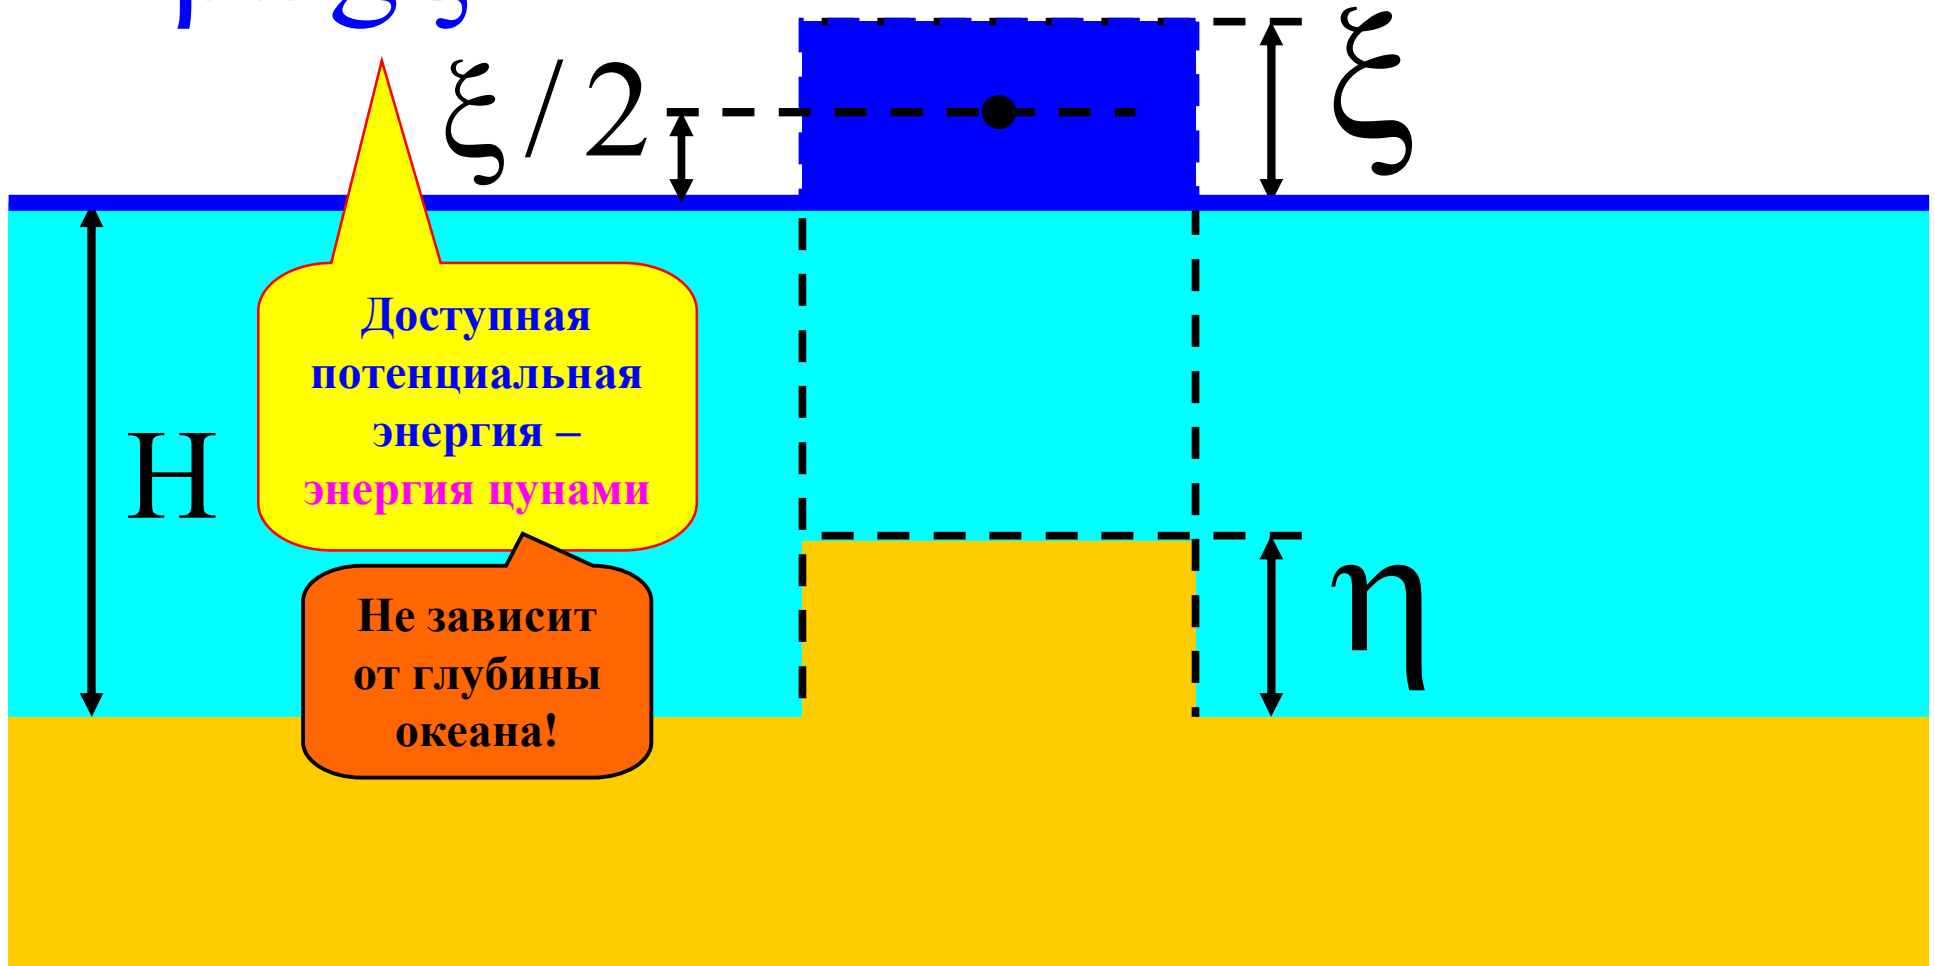 ξ/2
ξ
Доступная
потенциальная
энергия –
энергия цунами
H
η
Не зависит
от глубины
океана!